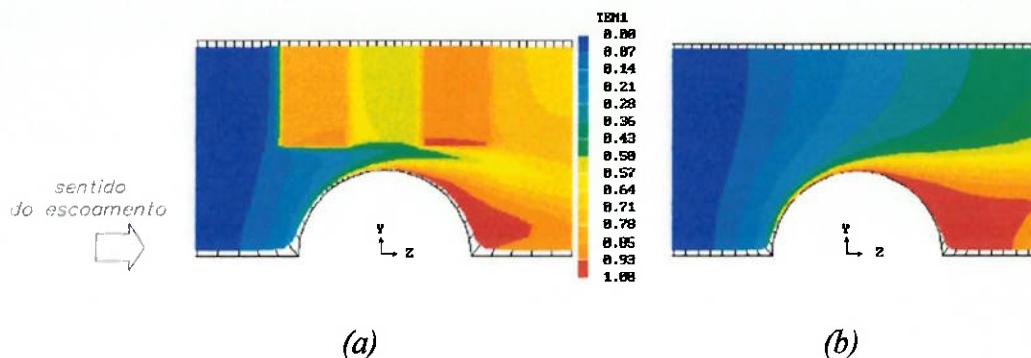 TEM1
0.00
0.07
0.14
0.21
0.28
0.36
0.43
0.50
0.57
0.64
0.71
0.78
0.85
0.93
1.00
sentido
do escoamento
Y
Z
Y
Z
(a)
(b)